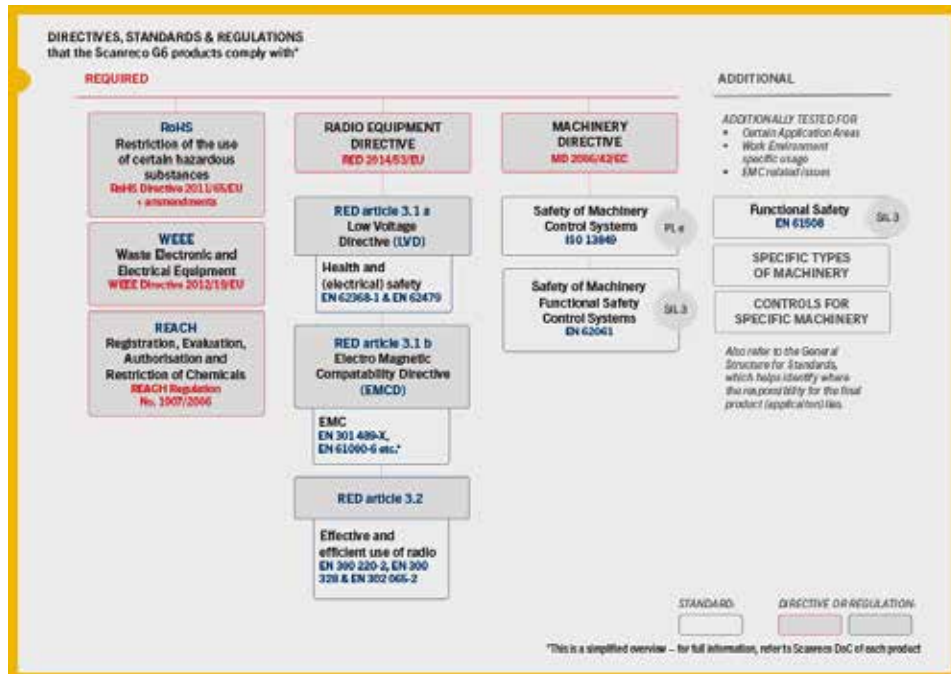 DIRECTIVES, STANDARDS & REGULATIONS
that the Scanreco G6 products comply with*
REQUIRED
RoHS
Restriction of the use
of certain hazardous
substances
RoHS Directive 2011/65/EU
+ ammendments
WEEE
Waste Electronic and
Electrical Equipment
WEEE Directive 2012/19/EU
REACH
Registration, Evaluation,
Authorisation and
Restriction of Chemicals
REACH Regulation
No. 1907/2006
RADIO EQUIPMENT
DIRECTIVE
RED 2014/53/EU
RED article 3.1 a
Low Voltage
Directive (LVD)
Health and
(electrical) safety
EN 62368-1 & EN 62479
RED article 3.1 b
Electro Magnetic
Compatability Directive
(EMCD)
EMC
EN 301 489-X,
EN 61000-6 etc.*
RED article 3.2
Effective and
efficient use of radio
EN 300 220-2, EN 300
328 & EN 302 065-2
MACHINERY
DIRECTIVE
MD 2006/42/EC
Safety of Machinery
Control Systems
ISO 13849
PL e
Safety of Machinery
Functional Safety
Control Systems
EN 62061
SIL 3
ADDITIONAL
ADDITIONALLY TESTED FOR
• Certain Application Areas
• Work Environment
specific usage
• EMC related issues
Functional Safety
EN 61508
SIL 3
SPECIFIC TYPES
OF MACHINERY
CONTROLS FOR
SPECIFIC MACHINERY
Also refer to the General
Structure for Standards,
which helps identify where
the responsibility for the final
product (application) lies.
STANDARD:
DIRECTIVE OR REGULATION:
*This is a simplified overview – for full information, refer to Scanreco DoC of each product